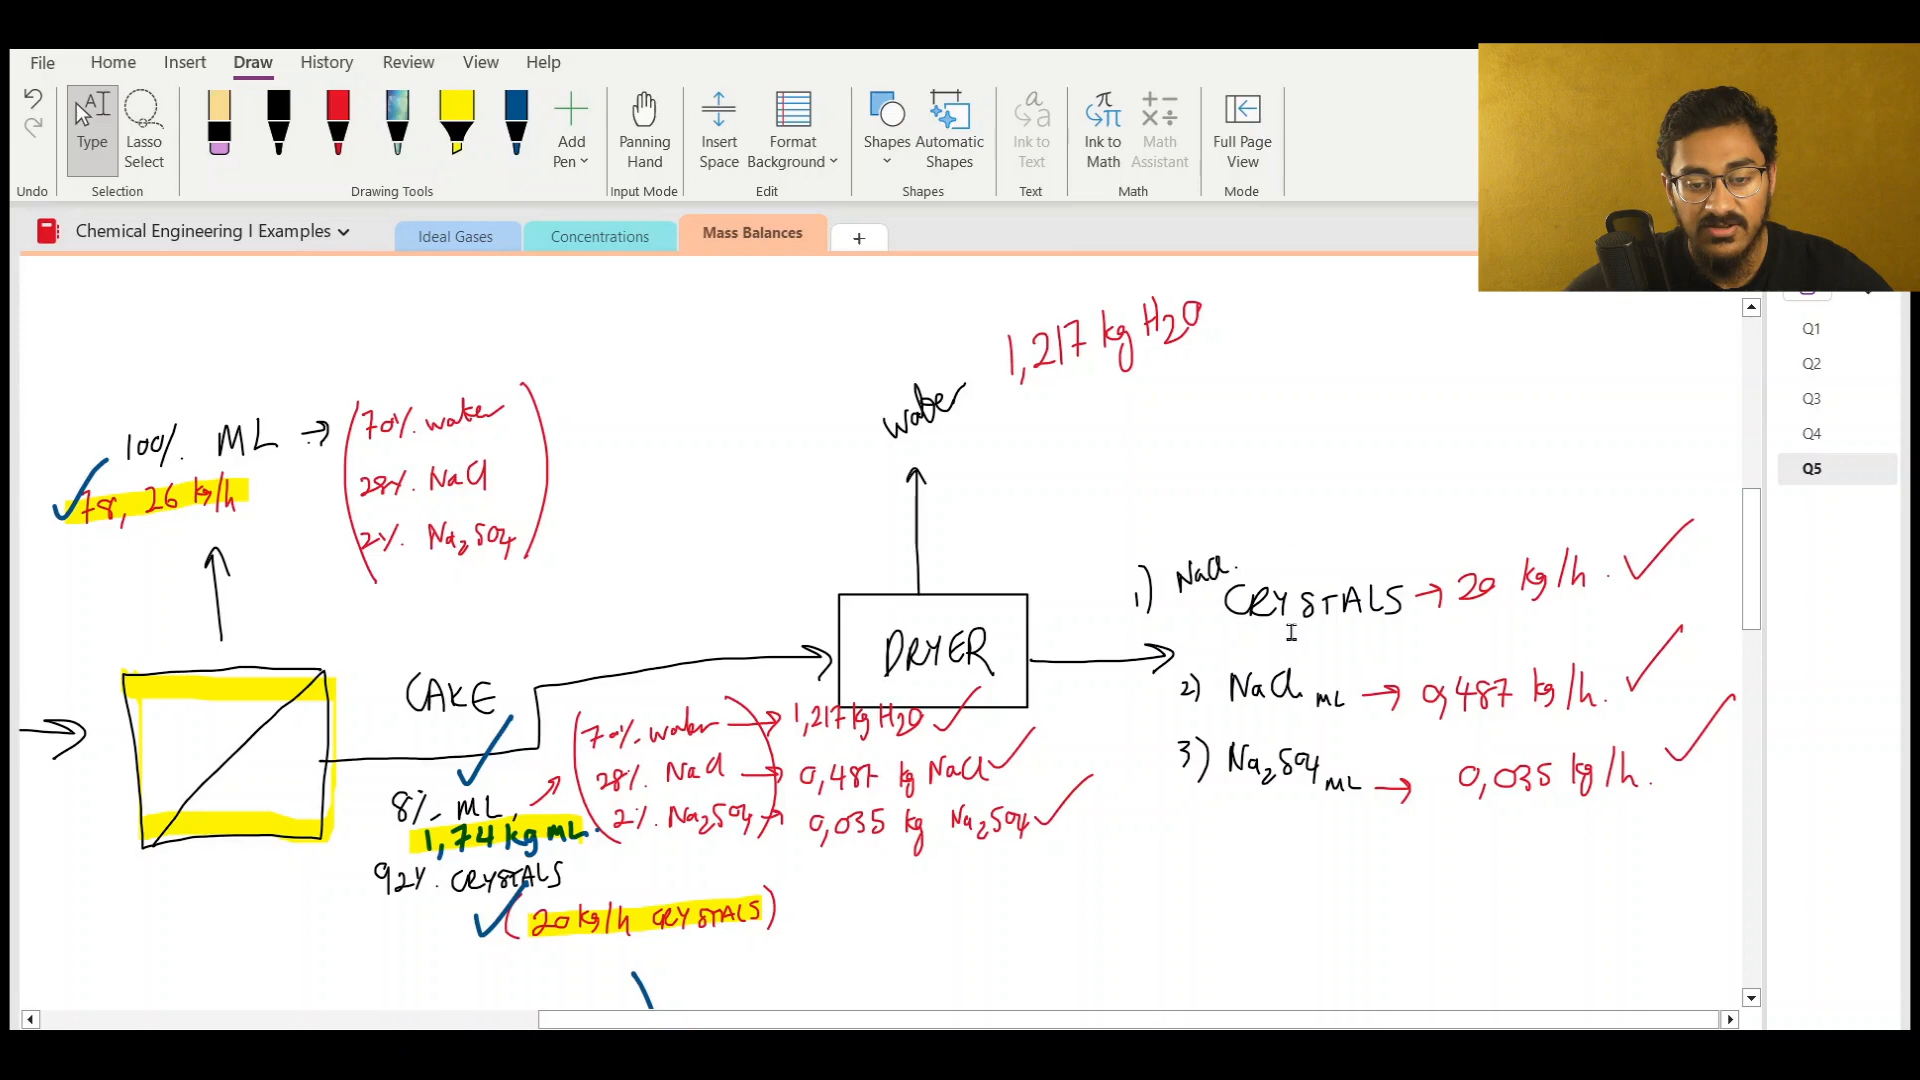 File Home Insert Draw History Review View Help
Type
Lasso Select
Add Pen
Panning Hand
Insert Space
Format Background
Shapes
Automatic Shapes
Ink to Text
Ink to Math
Math Assistant
Full Page View
Undo Selection Drawing Tools Input Mode Edit Shapes Text Math Mode
Chemical Engineering I Examples Ideal Gases Concentrations Mass Balances +
Q1
Q2
Q3
Q4
Q5
1,217 kg H2O
water
100% ML →
78,26 kg/h
70% water
28% NaCl
2% Na2SO4
CAKE
8% ML
1,74 kg ML
92% CRYSTALS
(20kg/h CRYSTALS)
70% water → 1,217 kg H2O
28% NaCl → 0,487 kg NaCl
2% Na2SO4 → 0,035 kg Na2SO4
DRYER
1) NaCl CRYSTALS → 20 kg/h
2) NaCl ML → 0,487 kg/h.
3) Na2SO4 ML → 0,035 kg/h.